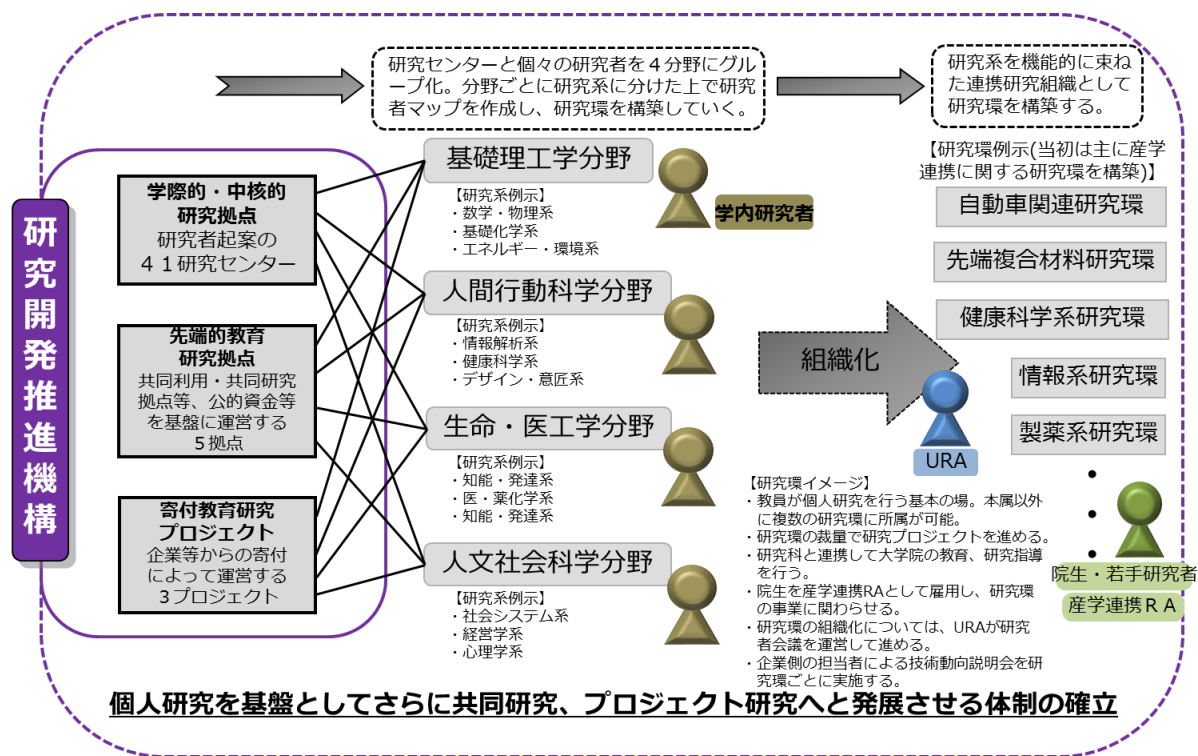 研究開発推進機構
研究センターと個々の研究者を４分野にグル
ープ化。分野ごとに研究系に分けた上で研究
者マップを作成し、研究環を構築していく。
研究系を機能的に束ね
た連携研究組織として
研究環を構築する。
学際的・中核的
研究拠点
研究者起案の
４１研究センター
先端的教育
研究拠点
共同利用・共同研究
拠点等、公的資金等
を基盤に運営する
５拠点
寄付教育研究
プロジェクト
企業等からの寄付
によって運営する
３プロジェクト
基礎理工学分野
【研究系例示】
・数学・物理系
・基礎化学系
・エネルギー・環境系
学内研究者
人間行動科学分野
【研究系例示】
・情報解析系
・健康科学系
・デザイン・意匠系
生命・医工学分野
【研究系例示】
・知能・発達系
・医・薬化学系
・知能・発達系
人文社会科学分野
【研究系例示】
・社会システム系
・経営学系
・心理学系
組織化
URA
【研究環例示(当初は主に産学
連携に関する研究環を構築)】
自動車関連研究環
先端複合材料研究環
健康科学系研究環
情報系研究環
製薬系研究環
【研究環イメージ】
・教員が個人研究を行う基本の場。本属以外
に複数の研究環に所属が可能。
・研究環の裁量で研究プロジェクトを進める。
・研究科と連携して大学院の教育、研究指導
を行う。
・院生を産学連携RAとして雇用し、研究環
の事業に関わらせる。
・研究環の組織化については、URAが研究
者会議を運営して進める。
・企業側の担当者による技術動向説明会を研
究環ごとに実施する。
院生・若手研究者
産学連携ＲＡ
個人研究を基盤としてさらに共同研究、プロジェクト研究へと発展させる体制の確立